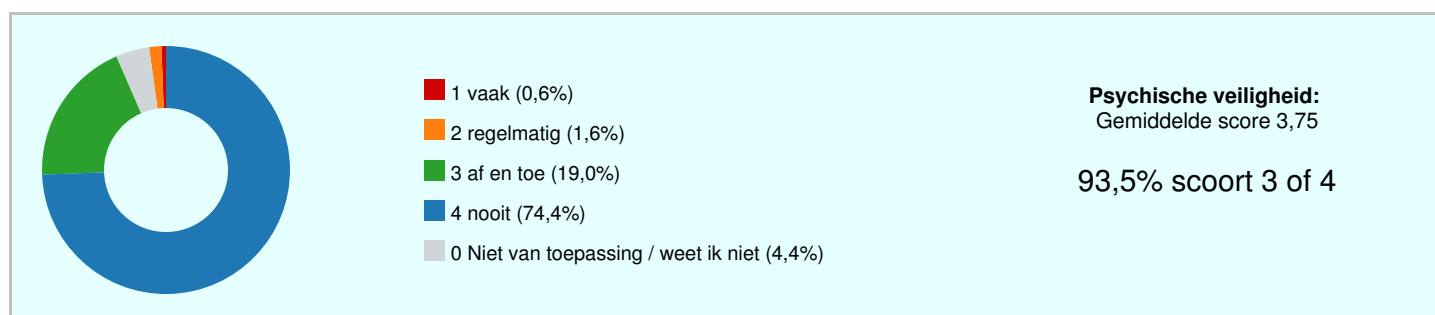 1 vaak (0,6%)
2 regelmatig (1,6%)
3 af en toe (19,0%)
4 nooit (74,4%)
0 Niet van toepassing / weet ik niet (4,4%)
Psychische veiligheid:
Gemiddelde score 3,75
93,5% scoort 3 of 4